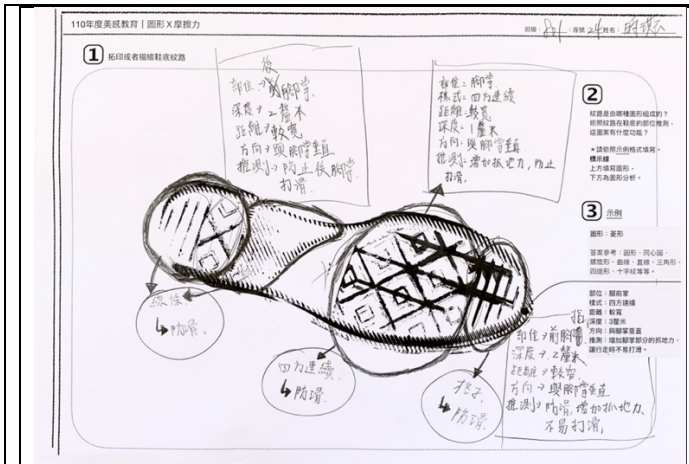 110年度美感教育｜圖形X摩擦力
班級：801 座號：24 姓名：
1 拓印或者描繪鞋底紋路
後
部位→前腳掌
深度→2釐米
距離→較寬
方向→與腳掌垂直
推測→防止後腳掌
打滑.
部位：腳掌.
樣式：四方連續
距離：較寬
深度：1釐米
方向：與腳掌垂直
推測：增加抓地力，防止
打滑.
2
紋路是由哪種圖形組成的？
依照紋路在鞋底的部位推測，
這圖案有什麼功能？
＊請依照示例格式填寫。
標示線
上方填寫圖形，
下方為圖形分析。
3 示例
圖形：菱形
答案參考：圓形、同心圓、
螺旋形、曲線、直線、三角形、
四邊形、十字紋等等。
部位：腳前掌
樣式：四方連續
距離：較寬
深度：3釐米
方向：與腳掌垂直
推測：增加腳掌部分的抓地力，
讓行走時不易打滑。
線條
↳防滑.
四方連續.
↳防滑.
↳防滑.
指
部位→前腳
深度→2釐米
距離→較寬
方向→與腳掌垂直
推測→防滑，增加抓地力、
不易打滑，